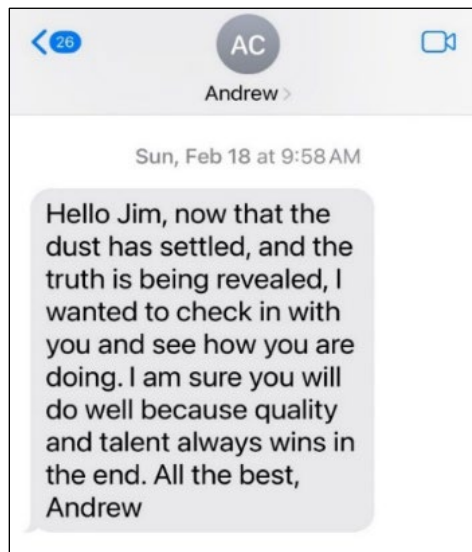 26
AC
Andrew
Sun, Feb 18 at 9:58 AM
Hello Jim, now that the
dust has settled, and the
truth is being revealed, I
wanted to check in with
you and see how you are
doing. I am sure you will
do well because quality
and talent always wins in
the end. All the best,
Andrew